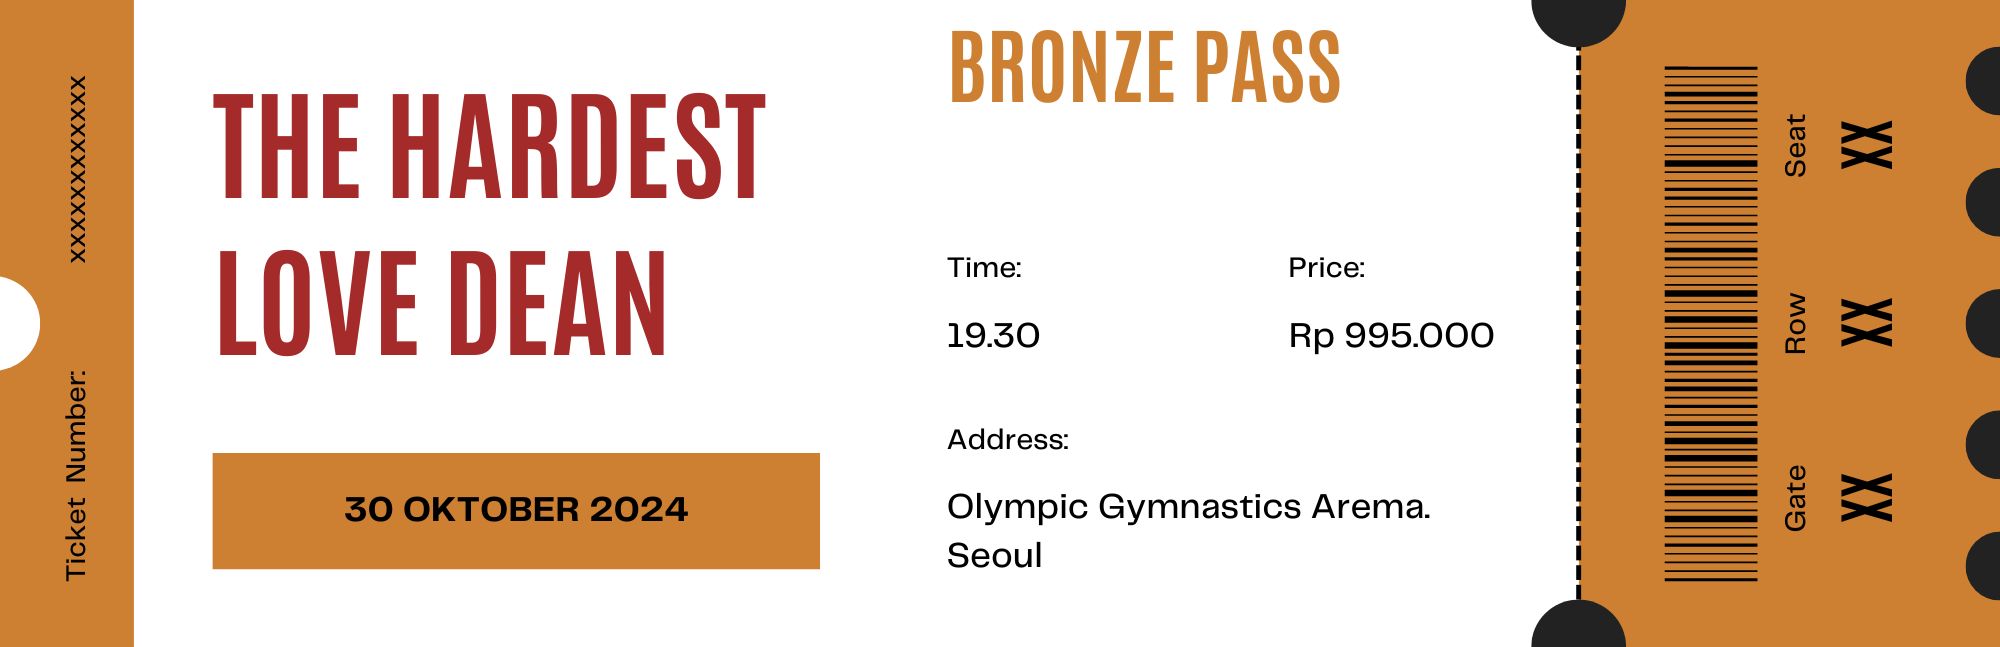 Ticket Number: xxxxxxxxxxxxxx
THE HARDEST
LOVE DEAN
30 OKTOBER 2024
BRONZE PASS
Time:
19.30
Price:
Rp 995.000
Address:
Olympic Gymnastics Arema.
Seoul
Seat
XX
Row
XX
Gate
XX